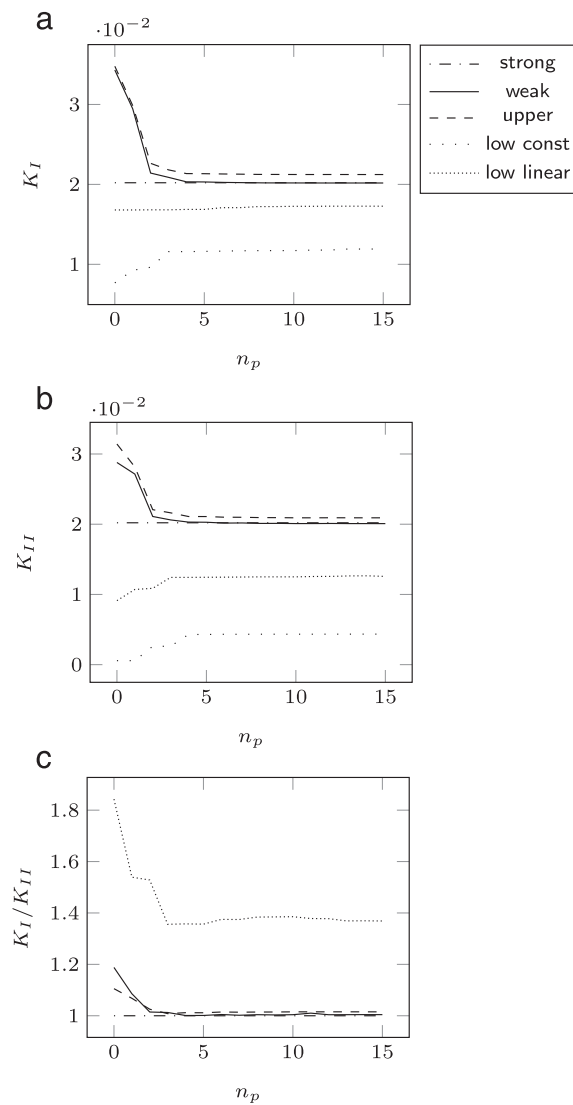 a
·10−2
3
2
1
K_I
0 5 10 15
n_p
strong
weak
upper
low const
low linear
b
·10−2
3
2
1
0
K_II
0 5 10 15
n_p
c
1.8
1.6
1.4
1.2
1
K_I/K_II
0 5 10 15
n_p